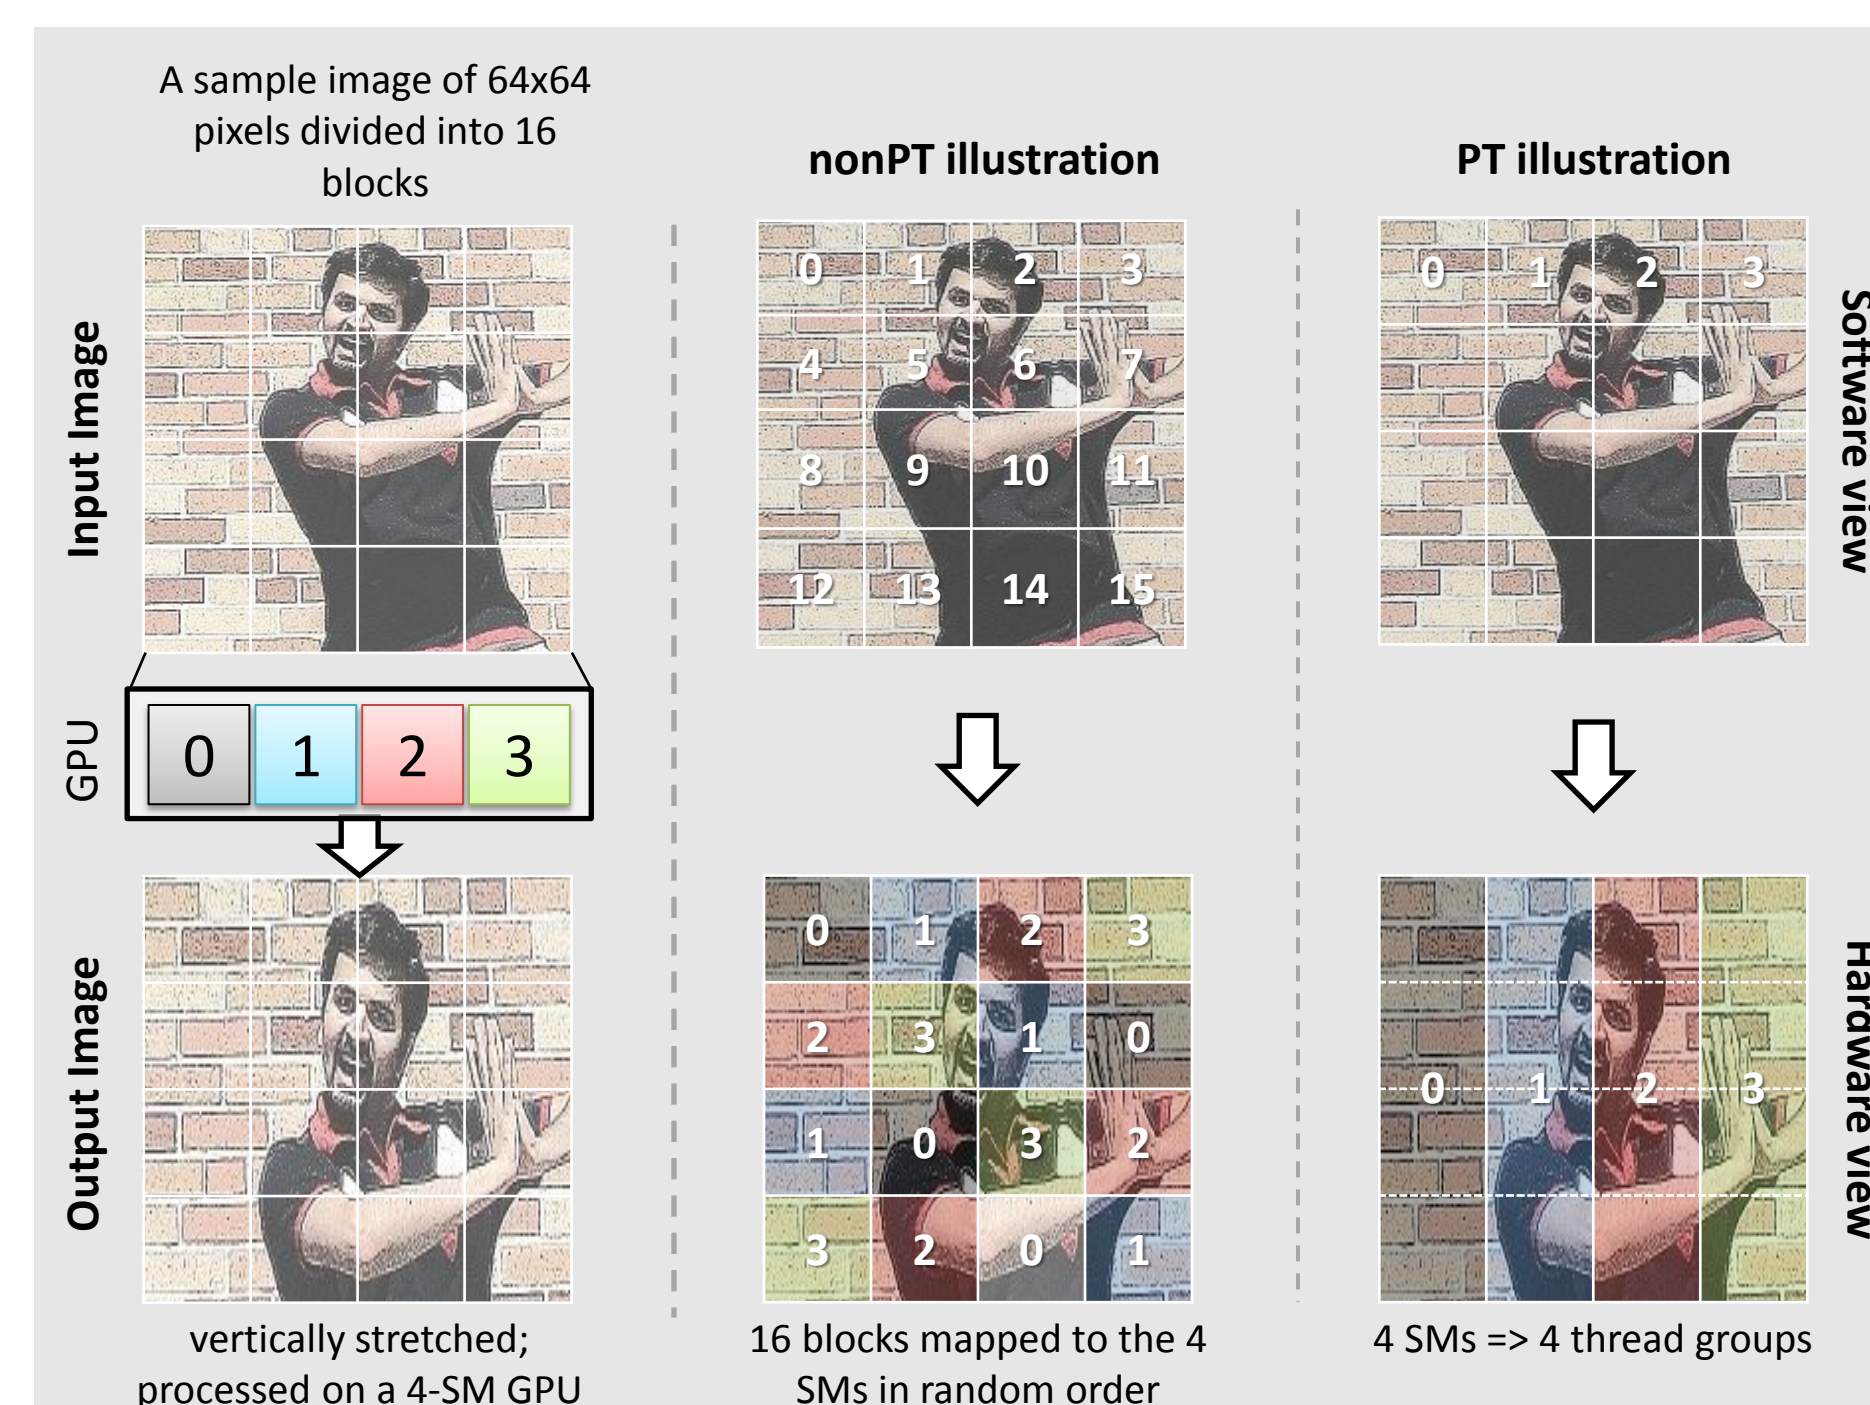 A sample image of 64x64
pixels divided into 16
blocks
nonPT illustration
PT illustration
Input Image
0 1 2 3
4 5 6 7
8 9 10 11
12 13 14 15
0 1 2 3
Software view
GPU
0 1 2 3
Output Image
0 1 2 3
2 3 1 0
1 0 3 2
3 2 0 1
0 1 2 3
Hardware view
vertically stretched;
processed on a 4-SM GPU
16 blocks mapped to the 4
SMs in random order
4 SMs => 4 thread groups